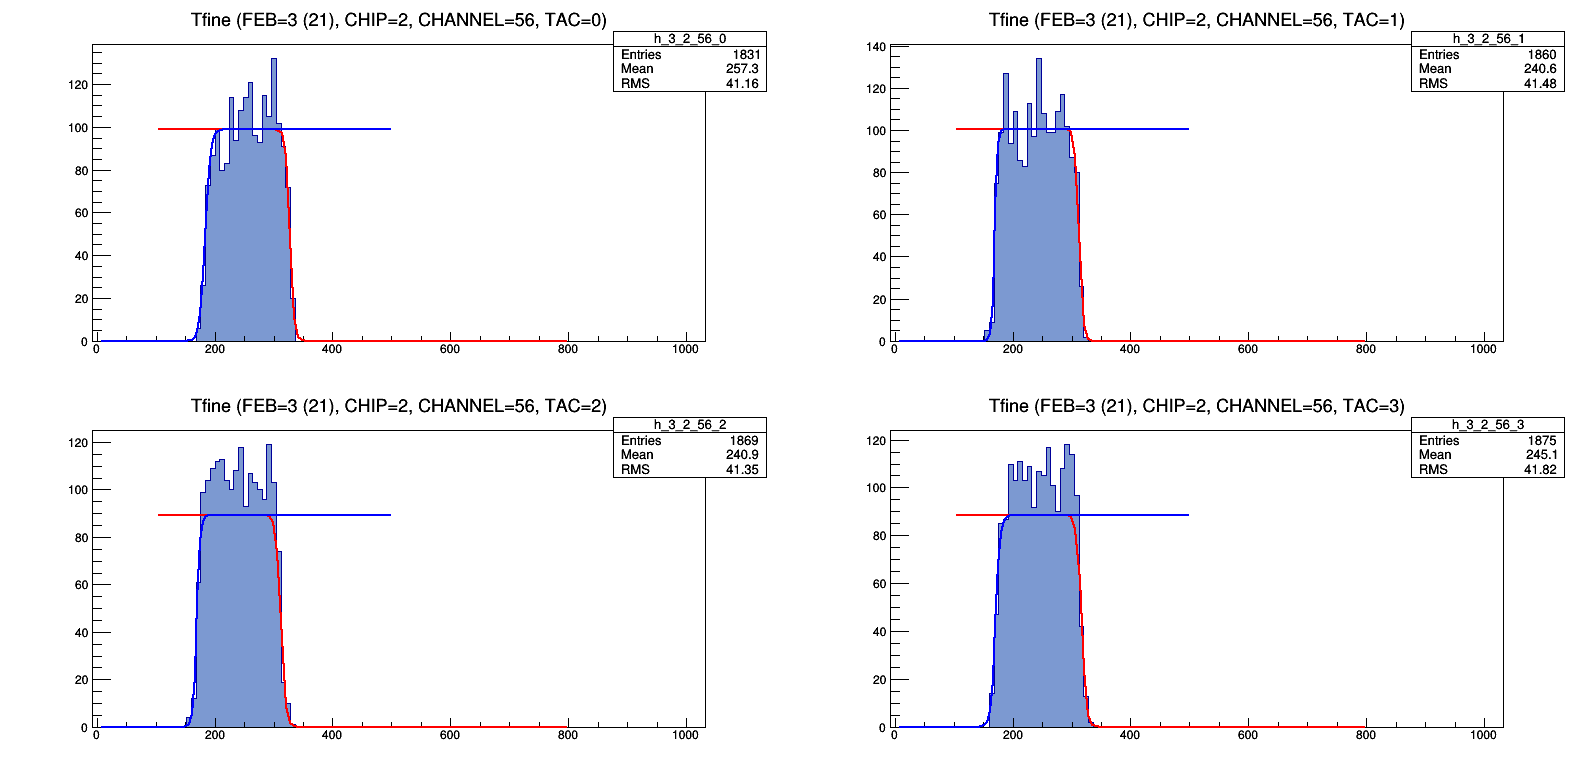 Tfine (FEB=3 (21), CHIP=2, CHANNEL=56, TAC=0)
h_3_2_56_0
Entries 1831
Mean 257.3
RMS 41.16
120
100
80
60
40
20
0
0 200 400 600 800 1000
Tfine (FEB=3 (21), CHIP=2, CHANNEL=56, TAC=1)
h_3_2_56_1
Entries 1860
Mean 240.6
RMS 41.48
140
120
100
80
60
40
20
0
0 200 400 600 800 1000
Tfine (FEB=3 (21), CHIP=2, CHANNEL=56, TAC=2)
h_3_2_56_2
Entries 1869
Mean 240.9
RMS 41.35
120
100
80
60
40
20
0
0 200 400 600 800 1000
Tfine (FEB=3 (21), CHIP=2, CHANNEL=56, TAC=3)
h_3_2_56_3
Entries 1875
Mean 245.1
RMS 41.82
120
100
80
60
40
20
0
0 200 400 600 800 1000